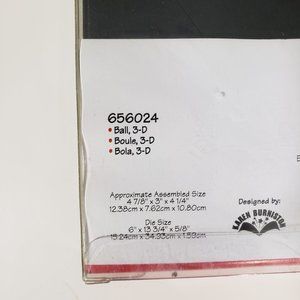 656024
• Ball, 3-D
• Boule, 3-D
• Bola, 3-D
Approximate Assembled Size
4 7/8" x 3" x 4 1/4"
12.38cm x 7.62cm x 10.80cm
Die Size
6" x 13 3/4" x 5/8"
15.24cm x 34.93cm x 1.59cm
Designed by:
KAREN BURNISTON